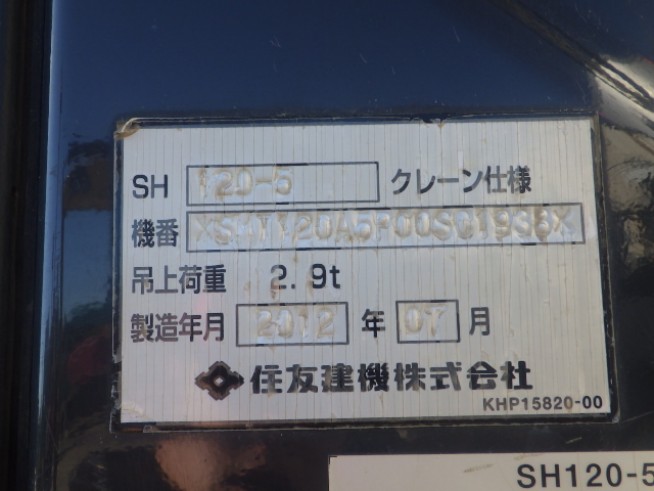 SH 120-5 クレーン仕様
機番
吊上荷重 2.9t
製造年月 2012 年 07 月
住友建機株式会社
KHP15820-00
SH120-5